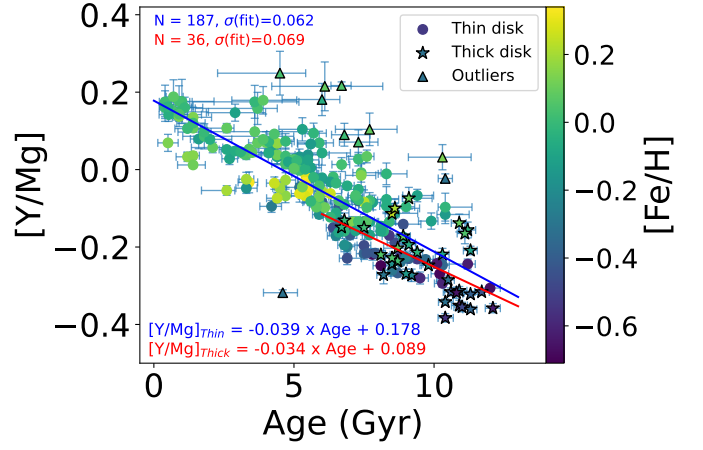 N = 187, σ(fit)=0.062
N = 36, σ(fit)=0.069
Thin disk
Thick disk
Outliers
0.4
0.2
0.0
−0.2
−0.4
[Y/Mg]
[Y/Mg]Thin = -0.039 x Age + 0.178
[Y/Mg]Thick = -0.034 x Age + 0.089
0 5 10
Age (Gyr)
0.2
0.0
−0.2
−0.4
−0.6
[Fe/H]